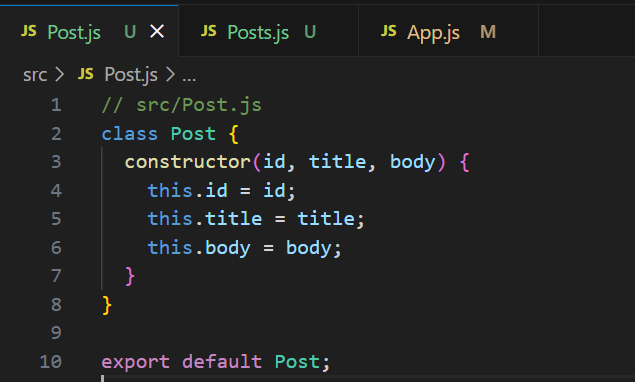 JS Post.js U × JS Posts.js U JS App.js M
src > JS Post.js > ...
1 // src/Post.js
2 class Post {
3   constructor(id, title, body) {
4     this.id = id;
5     this.title = title;
6     this.body = body;
7   }
8 }
9
10 export default Post;